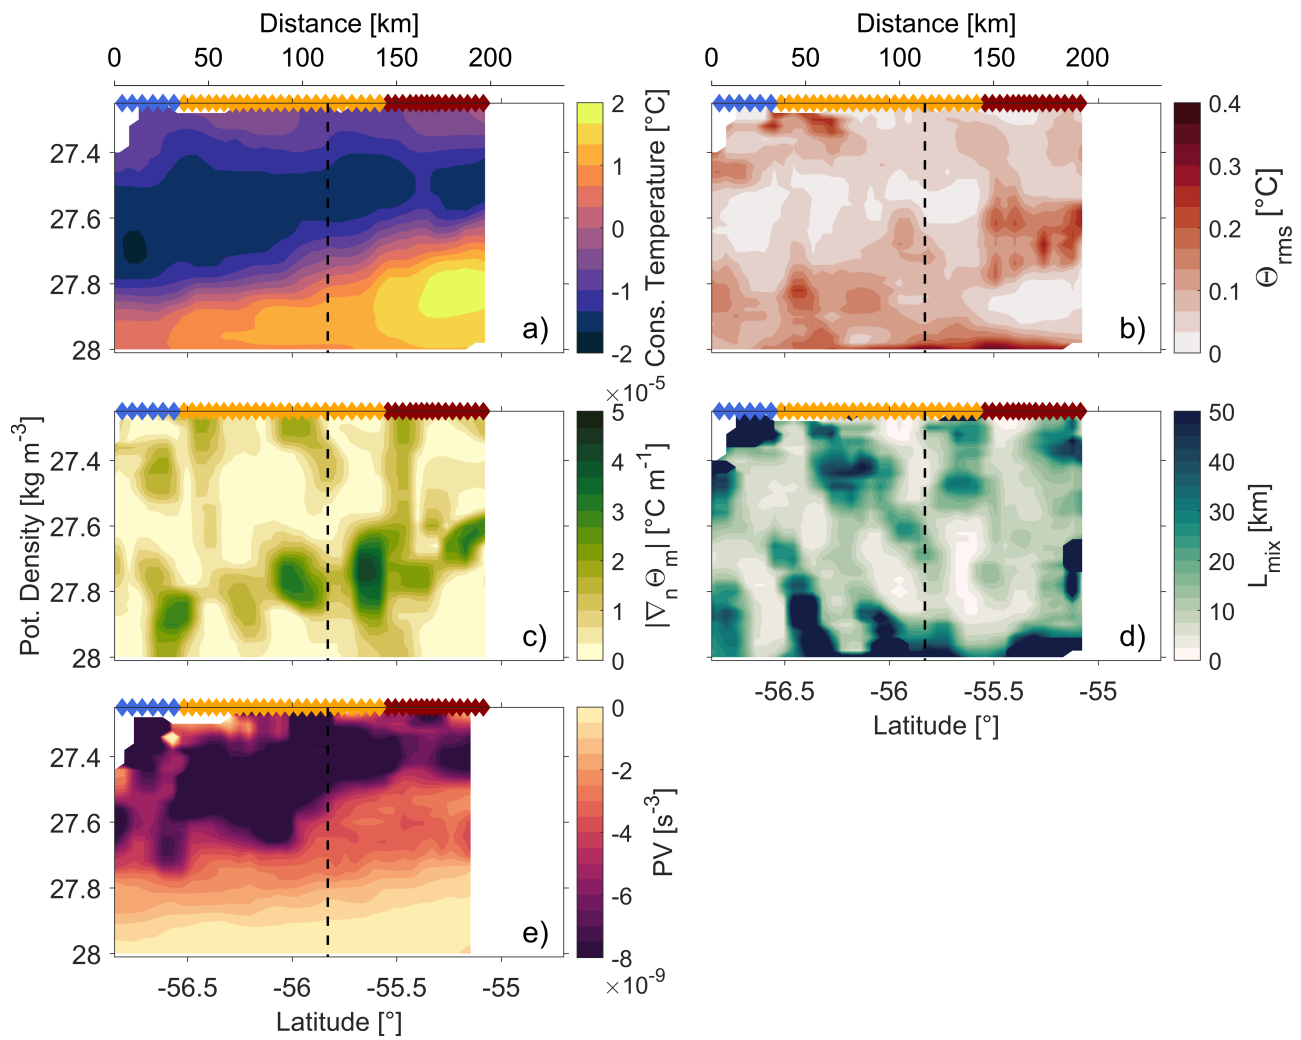 Distance [km]
Distance [km]
0 50 100 150 200
0 50 100 150 200
27.4
27.6
27.8
28
a)
2
1
0
-1
-2
Cons. Temperature [°C]
b)
0.4
0.3
0.2
0.1
0
Θrms [°C]
Pot. Density [kg m-3]
27.4
27.6
27.8
28
c)
×10-5
5
4
3
2
1
0
|∇nΘm| [°C m-1]
d)
50
40
30
20
10
0
Lmix [km]
-56.5 -56 -55.5 -55
Latitude [°]
27.4
27.6
27.8
28
e)
0
-2
-4
-6
-8
×10-9
PV [s-3]
-56.5 -56 -55.5 -55
Latitude [°]